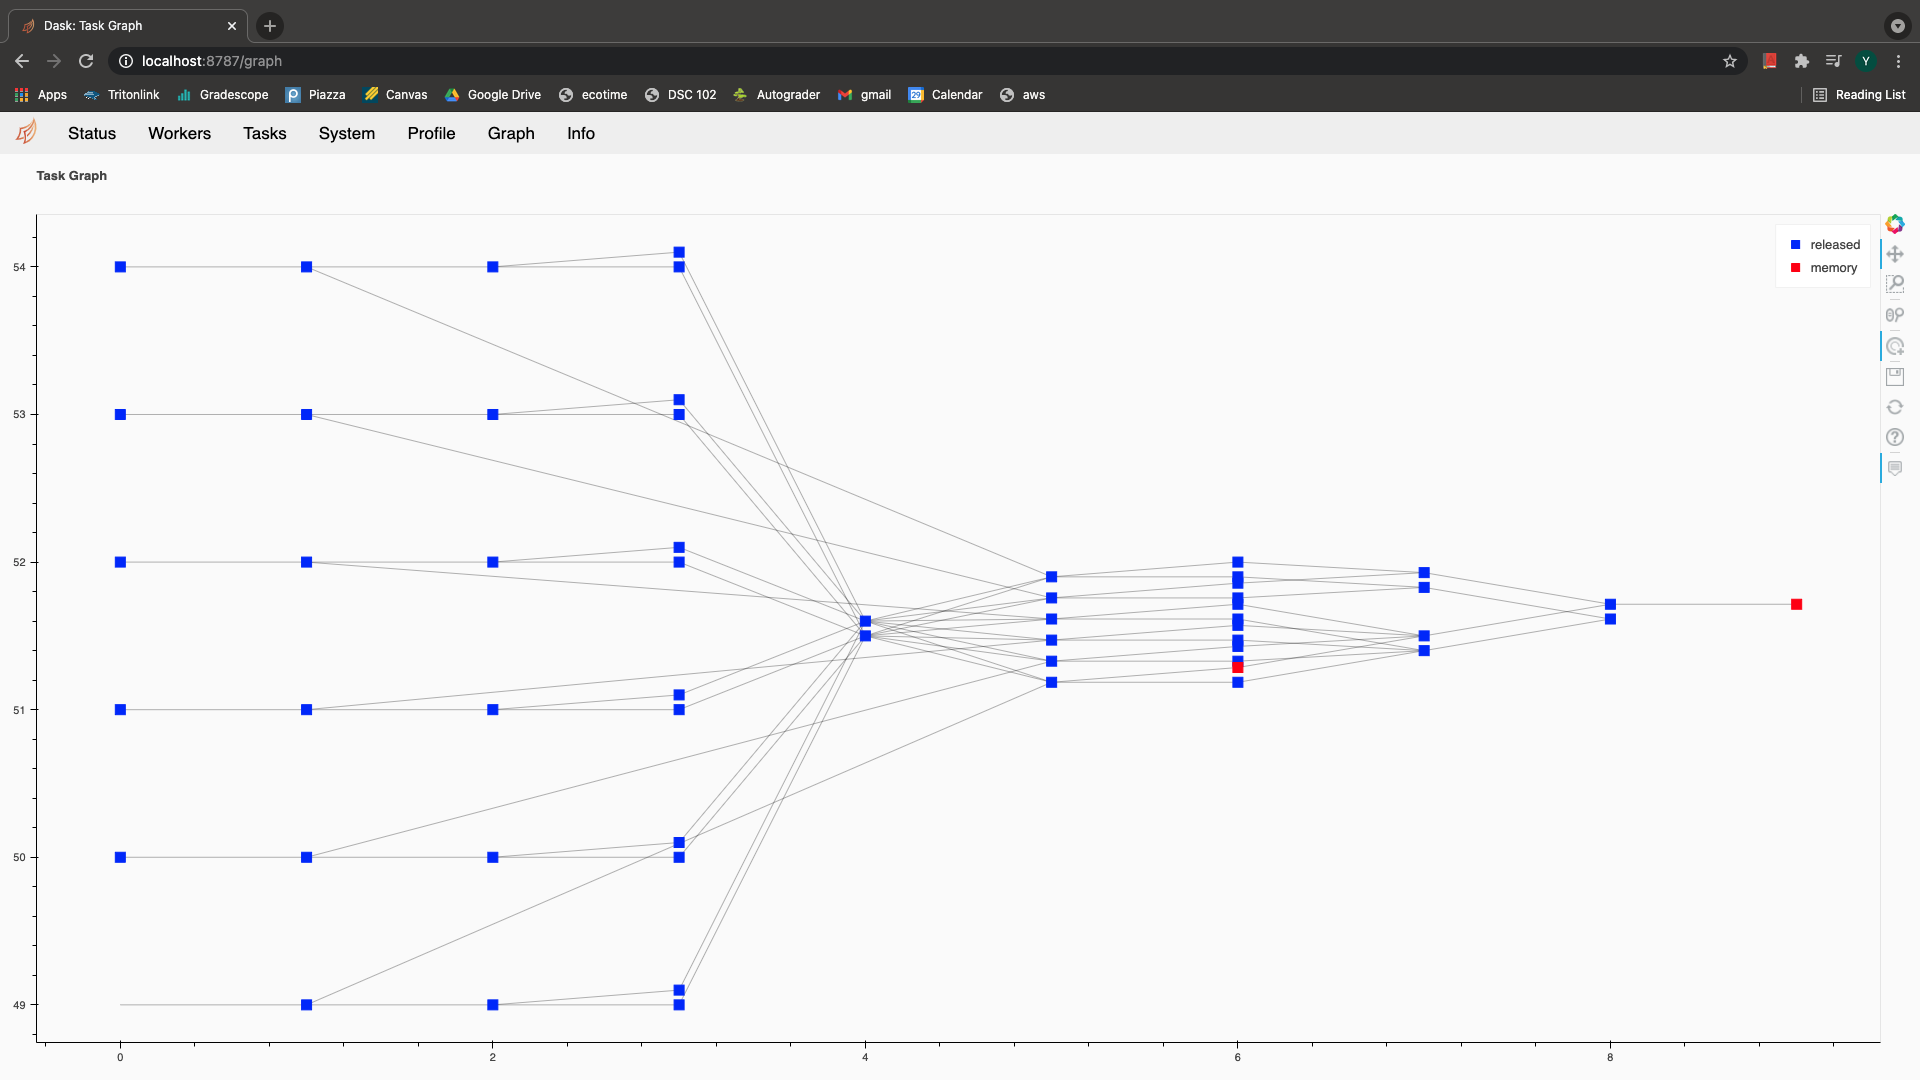 Dask: Task Graph
localhost:8787/graph
Y
Apps Tritonlink Gradescope Piazza Canvas Google Drive ecotime DSC 102 Autograder gmail 29 Calendar aws Reading List
Status Workers Tasks System Profile Graph Info
Task Graph
released
memory
54
53
52
51
50
49
0 2 4 6 8